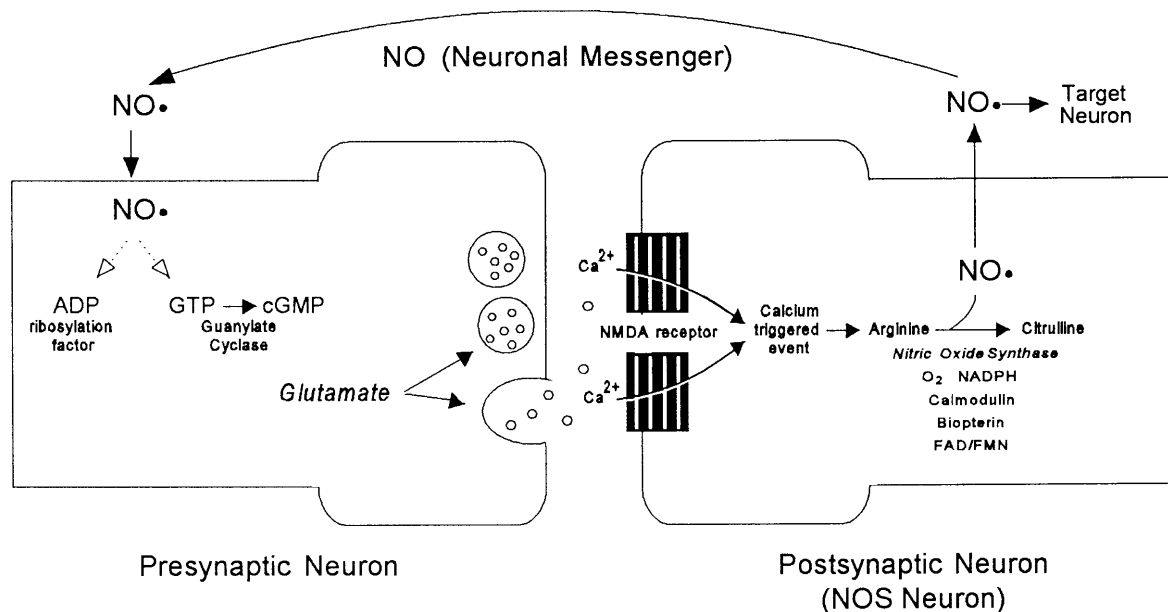 NO (Neuronal Messenger)
NO•
NO•
Target
Neuron
NO•
ADP
ribosylation
factor
GTP
cGMP
Guanylate
Cyclase
Glutamate
Ca2+
NMDA receptor
Ca2+
Calcium
triggered
event
NO•
Arginine
Citrulline
Nitric Oxide Synthase
O2 NADPH
Calmodulin
Biopterin
FAD/FMN
Presynaptic Neuron
Postsynaptic Neuron
(NOS Neuron)